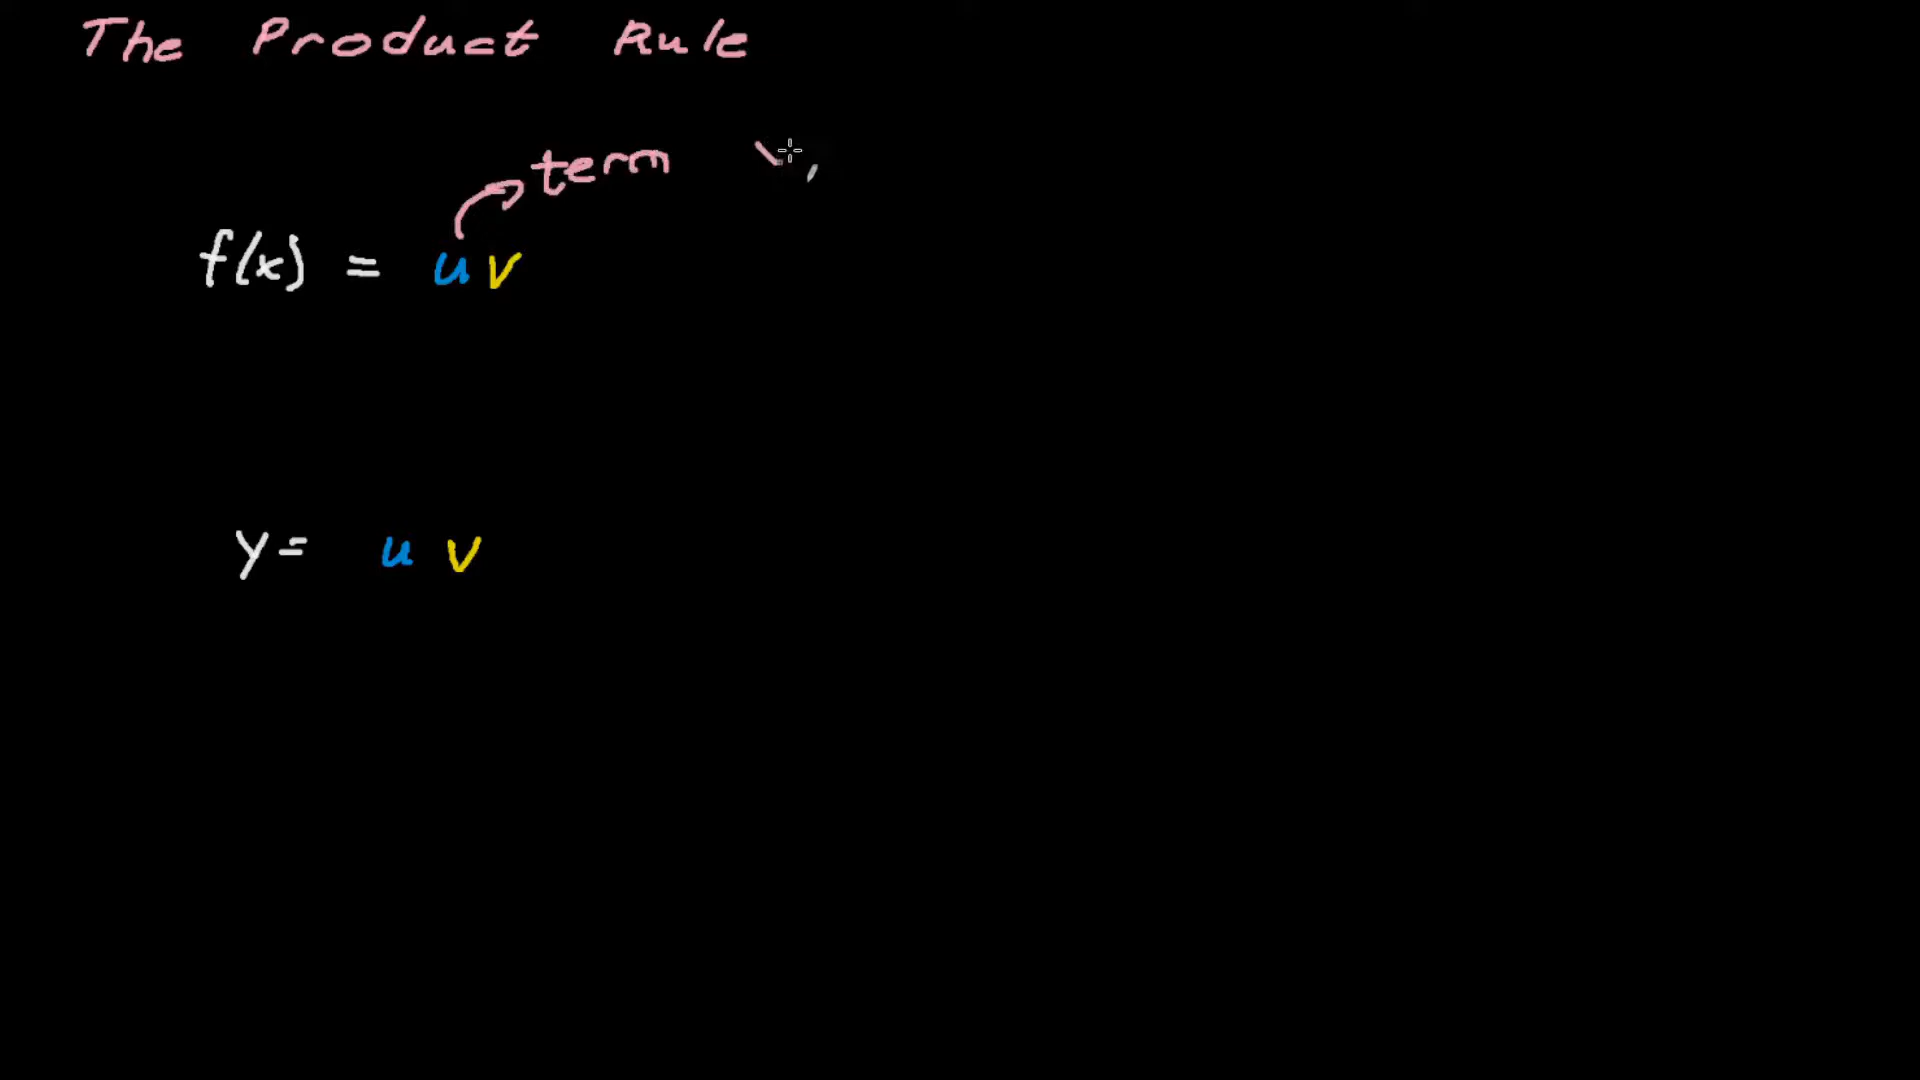 The Product Rule
term
f(x) = u v
y = u v